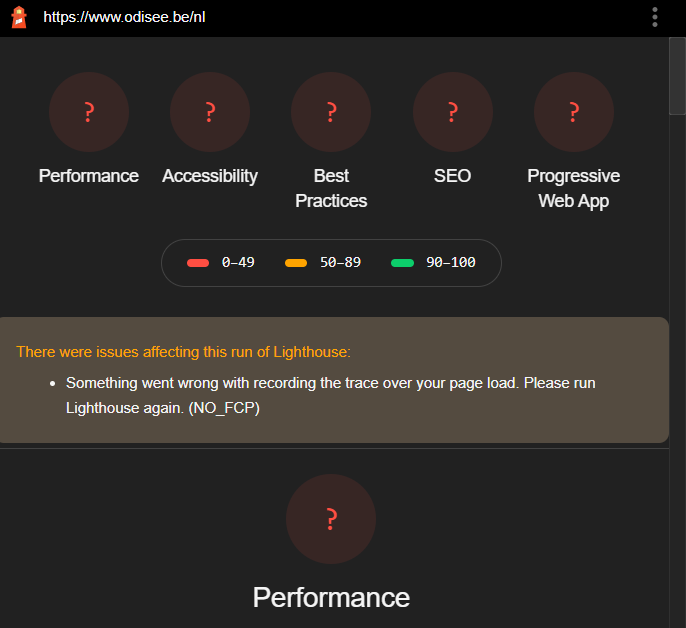 https://www.odisee.be/nl
?
?
?
?
?
Performance
Accessibility
Best
Practices
SEO
Progressive
Web App
0–49
50–89
90–100
There were issues affecting this run of Lighthouse:
• Something went wrong with recording the trace over your page load. Please run
Lighthouse again. (NO_FCP)
?
Performance